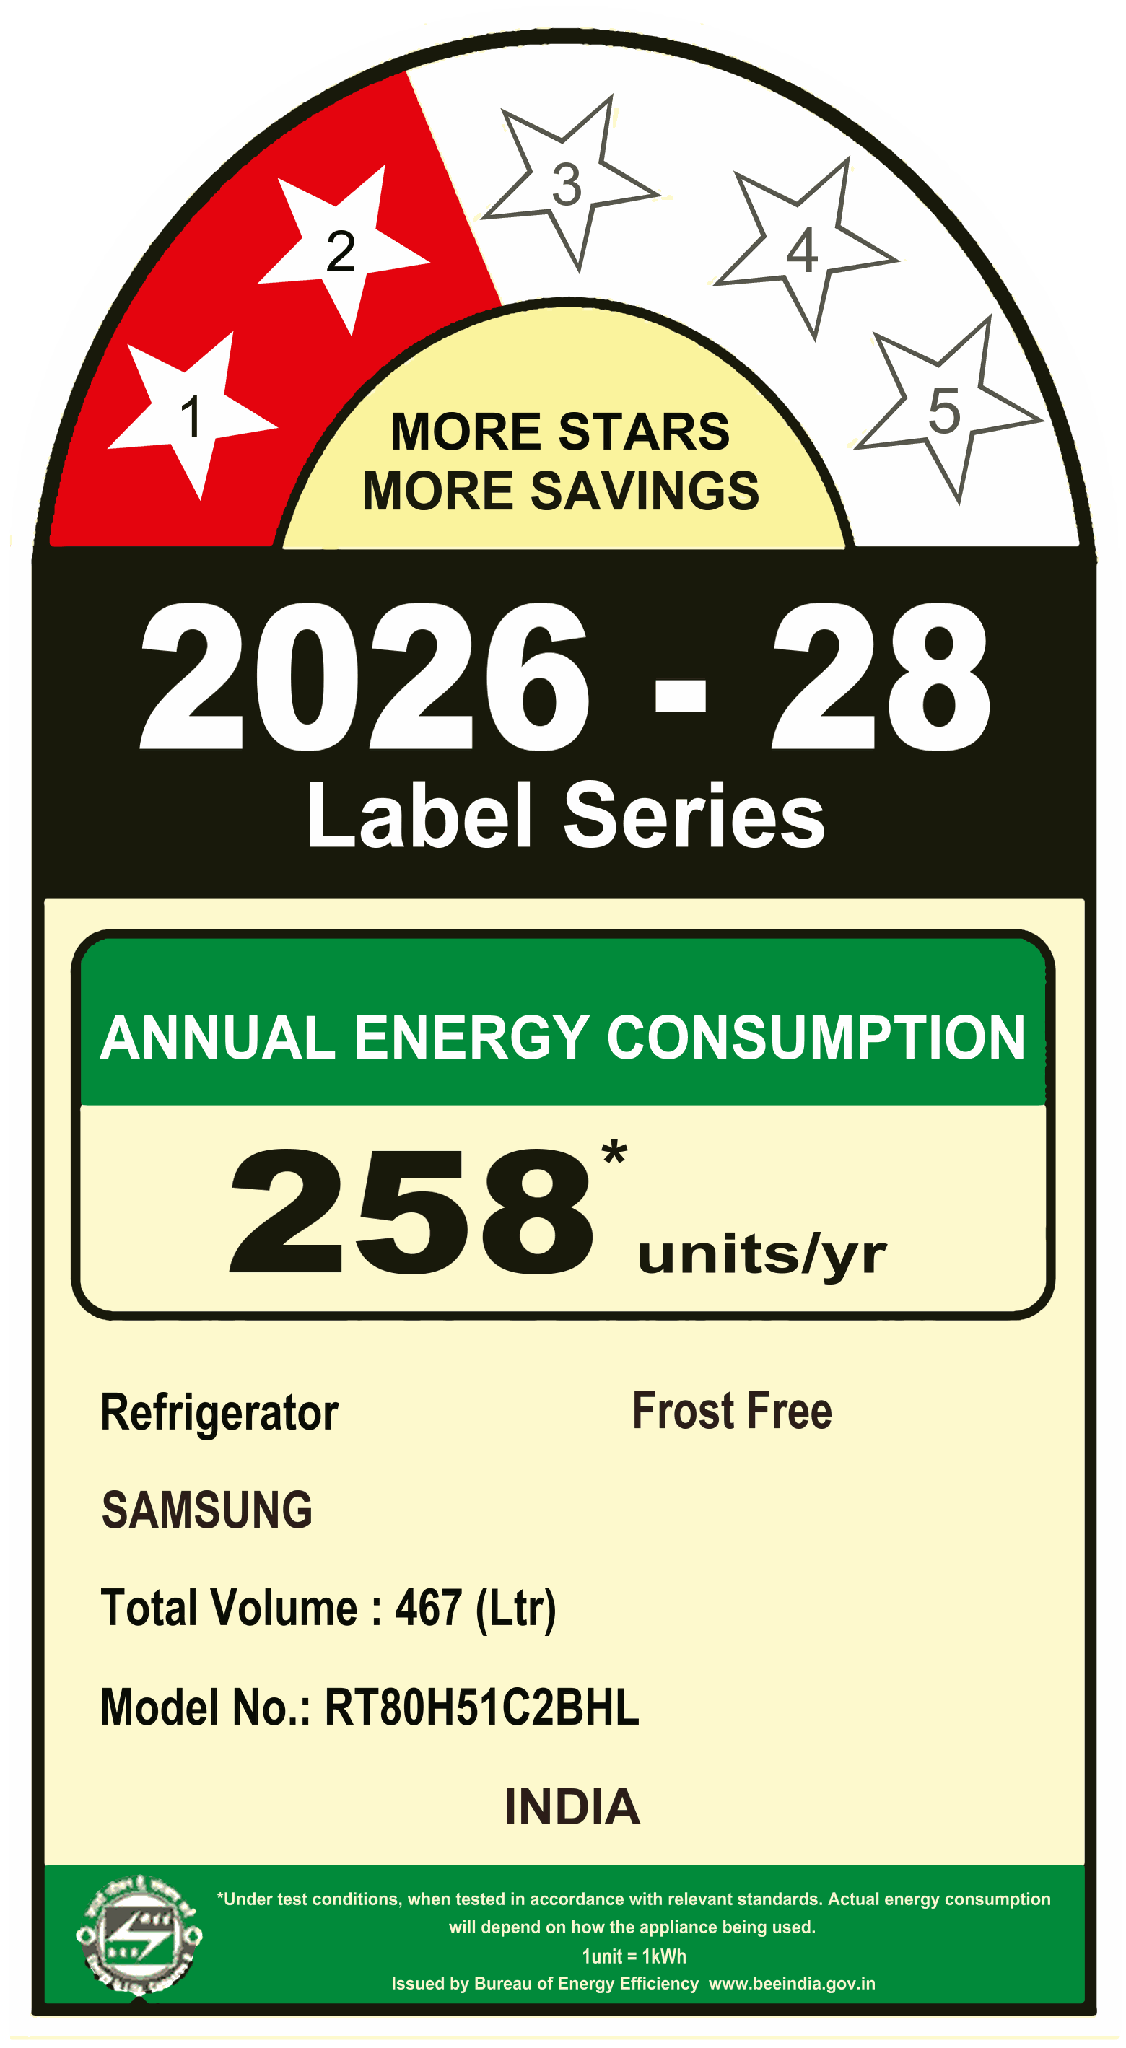 1
2
3
4
5
MORE STARS
MORE SAVINGS
2026 - 28
Label Series
ANNUAL ENERGY CONSUMPTION
258* units/yr
Refrigerator Frost Free
SAMSUNG
Total Volume : 467 (Ltr)
Model No.: RT80H51C2BHL
INDIA
*Under test conditions, when tested in accordance with relevant standards. Actual energy consumption
will depend on how the appliance being used.
1unit = 1kWh
Issued by Bureau of Energy Efficiency www.beeindia.gov.in